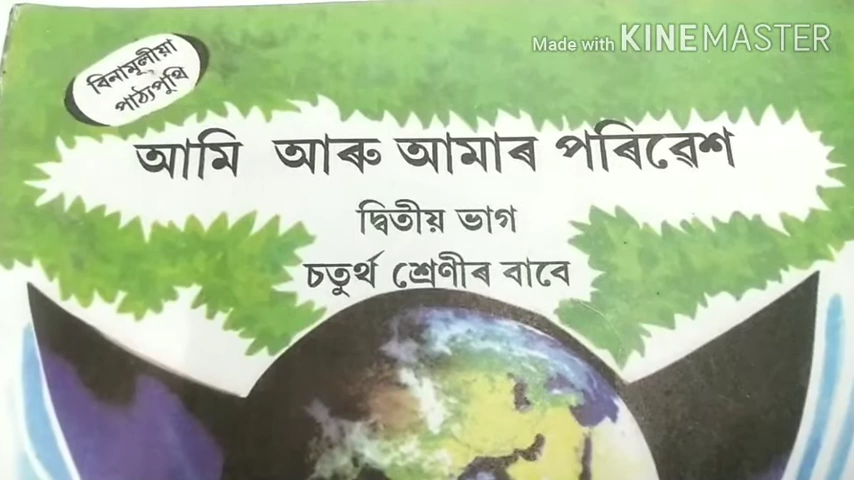 Made with KINEMASTER
বিনামূলীয়া
পাঠ্যপুথি
আমি আৰু আমাৰ পৰিৱেশ
দ্বিতীয় ভাগ
চতুৰ্থ শ্ৰেণীৰ বাবে